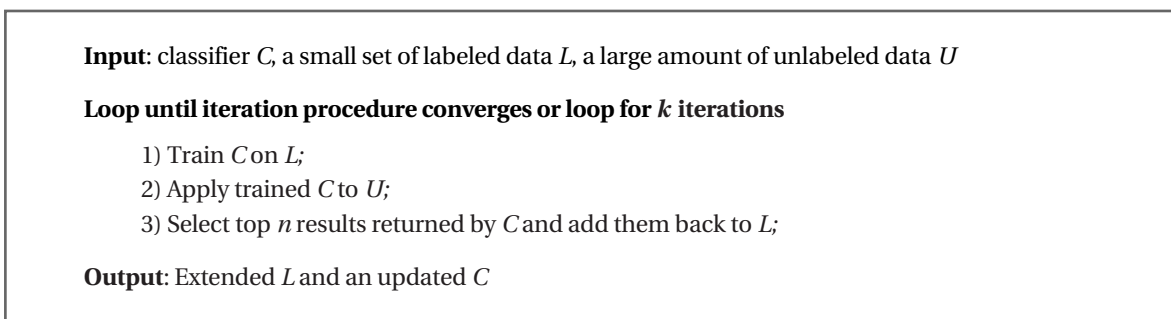 Input: classifier C, a small set of labeled data L, a large amount of unlabeled data U
Loop until iteration procedure converges or loop for k iterations
1) Train C on L;
2) Apply trained C to U;
3) Select top n results returned by C and add them back to L;
Output: Extended L and an updated C